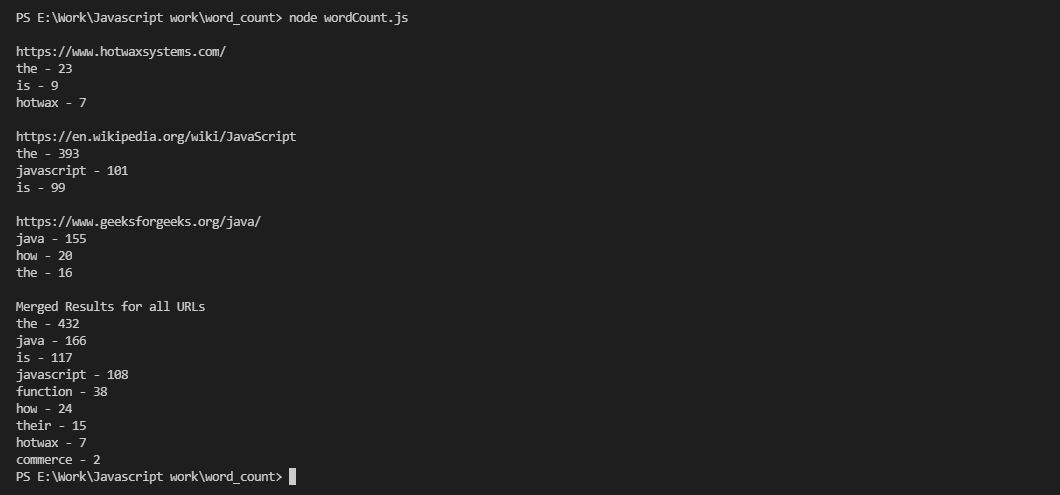 PS E:\Work\Javascript work\word_count> node wordCount.js
https://www.hotwaxsystems.com/
the - 23
is - 9
hotwax - 7
https://en.wikipedia.org/wiki/JavaScript
the - 393
javascript - 101
is - 99
https://www.geeksforgeeks.org/java/
java - 155
how - 20
the - 16
Merged Results for all URLs
the - 432
java - 166
is - 117
javascript - 108
function - 38
how - 24
their - 15
hotwax - 7
commerce - 2
PS E:\Work\Javascript work\word_count>